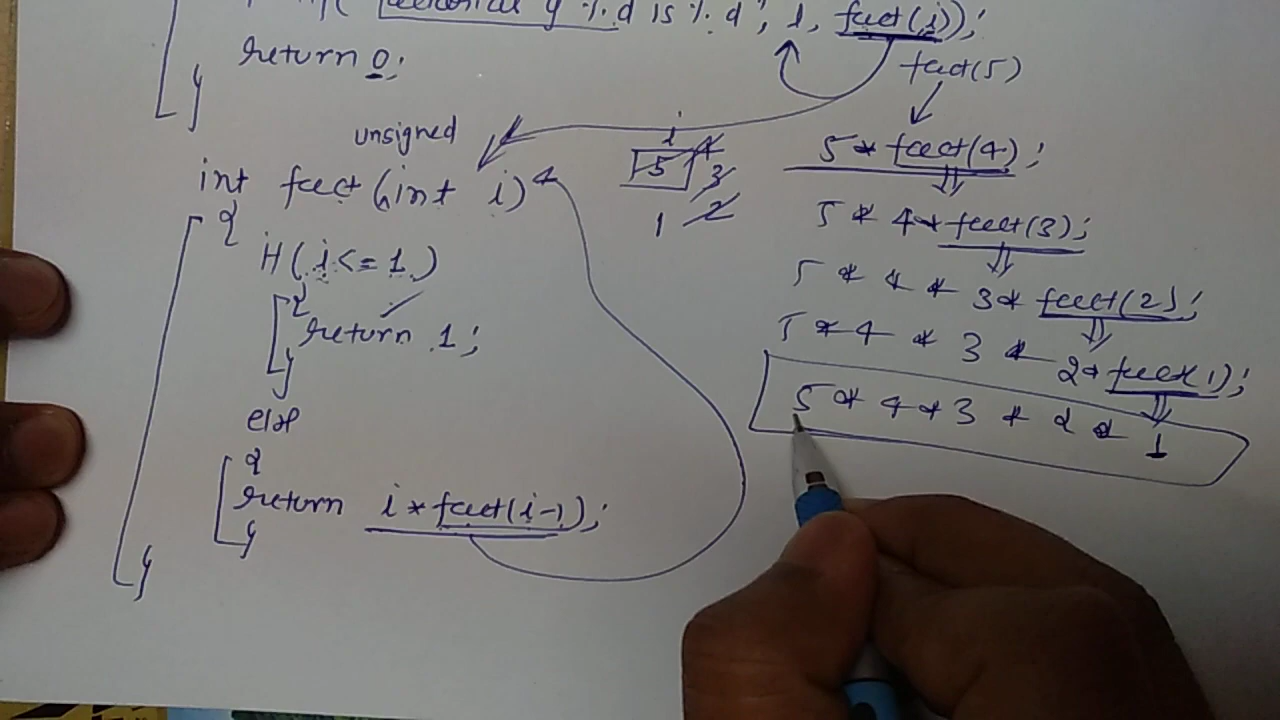 %d is %d", i, fact(i));
return 0;
}
fact(5)
unsigned
int fact(int i)
{
if(i<=1)
{
return 1;
}
else
{
return i*fact(i-1);
}
}
i
5 4
3
1 2
5*fact(4);
5*4*fact(3);
5*4*3*fact(2);
5*4*3*2*fact(1);
5*4*3*2*1